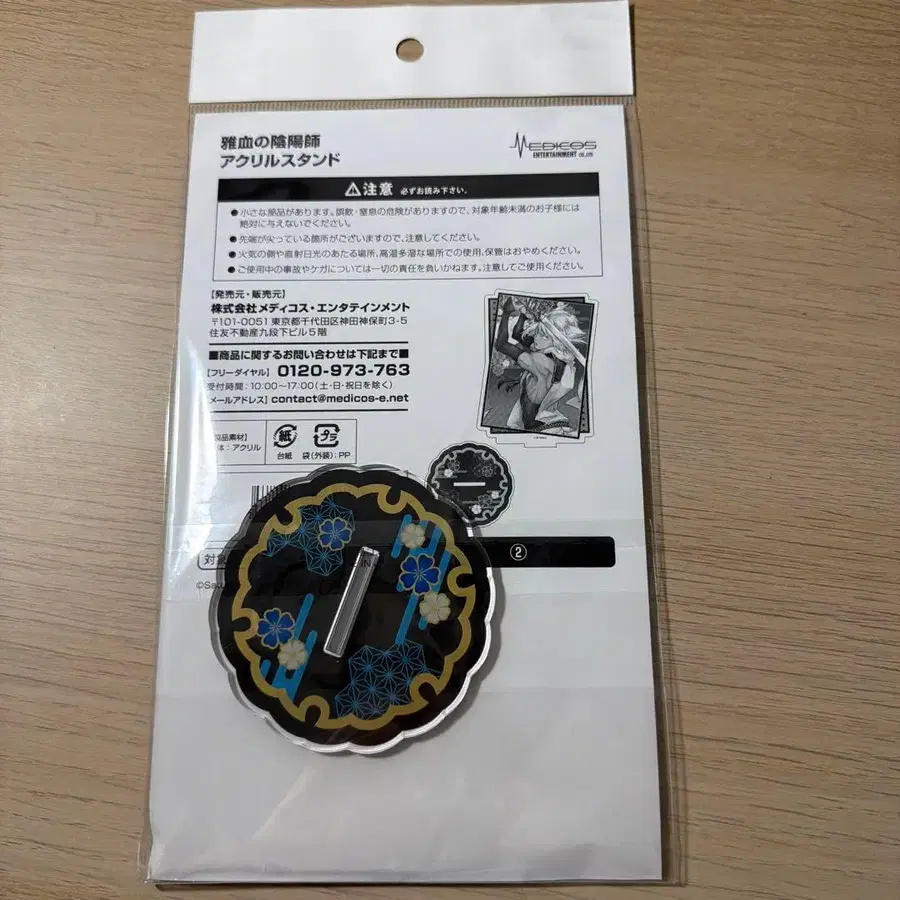 雅血の陰陽師
アクリルスタンド
MEDICOS
ENTERTAINMENT CO.,LTD
⚠注意 必ずお読み下さい。
●小さな部品があります。誤飲・窒息の危険がありますので、対象年齢未満のお子様には
絶対に与えないでください。
●先端が尖っている箇所がございますので、注意してください。
●火気の側や直射日光のあたる場所、高温多湿な場所での使用、保管はおやめください。
●ご使用中の事故やケガについては一切の責任を負いかねます。注意してご使用ください。
【発売元・販売元】
株式会社メディコス・エンタテインメント
〒101-0051 東京都千代田区神田神保町3-5
住友不動産九段下ビル5階
■商品に関するお問い合わせは下記まで■
【フリーダイヤル】 0120-973-763
受付時間:10:00~17:00(土・日・祝日を除く)
メールアドレス】 contact@medicos-e.net
商品素材】
体:アクリル
紙
台紙
プラ
袋(外装):PP
対象
②